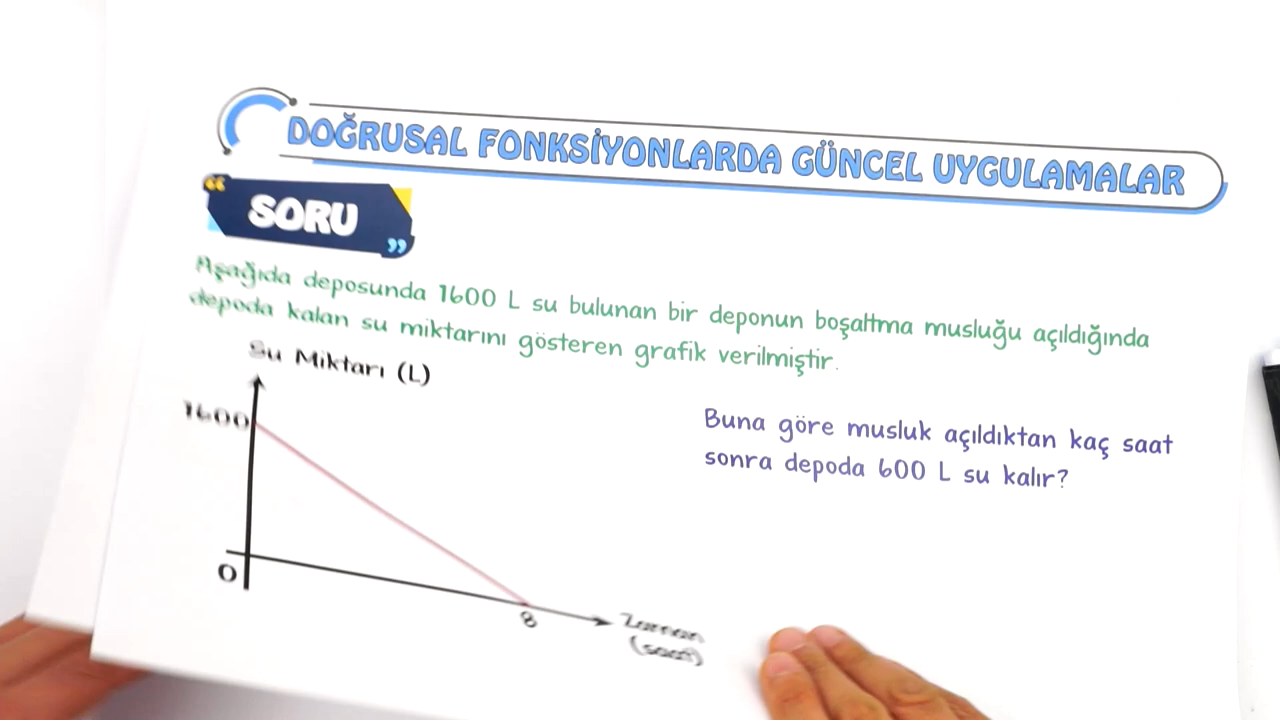 DOĞRUSAL FONKSİYONLARDA GÜNCEL UYGULAMALAR
“ SORU ”
Aşağıda deposunda 1600 L su bulunan bir deponun boşaltma musluğu açıldığında
depoda kalan su miktarını gösteren grafik verilmiştir.
Su Miktarı (L)
1600
Buna göre musluk açıldıktan kaç saat
sonra depoda 600 L su kalır?
O
8
Zaman
(saat)